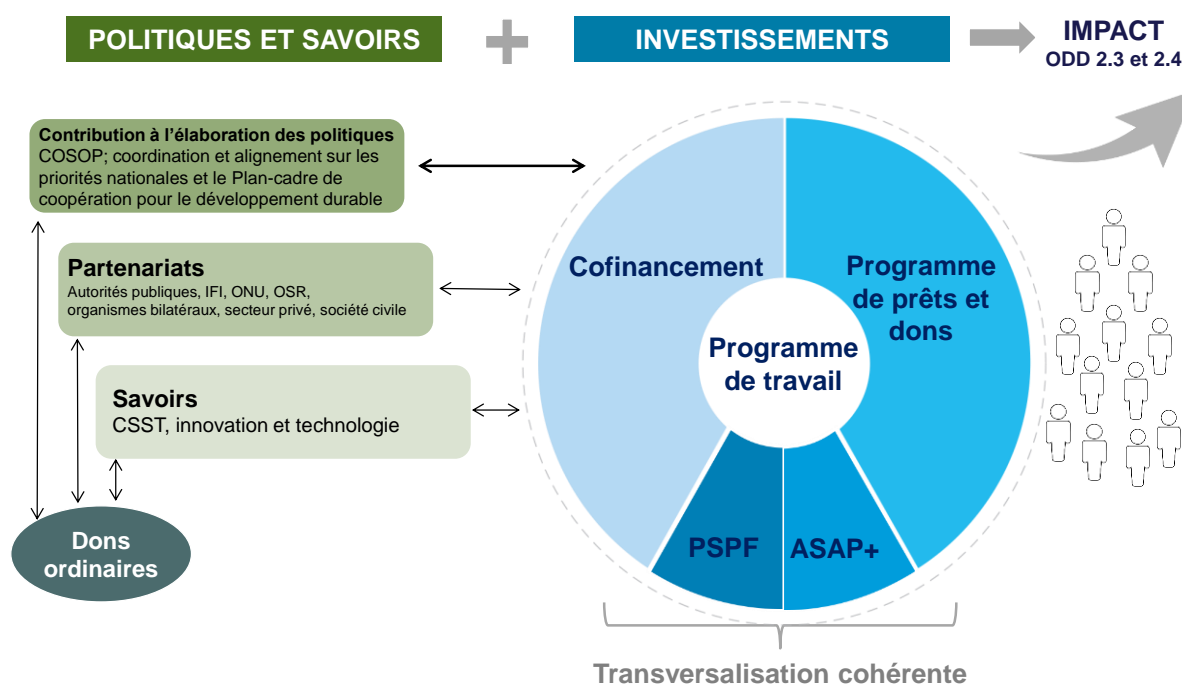 POLITIQUES ET SAVOIRS
INVESTISSEMENTS
IMPACT
ODD 2.3 et 2.4
Contribution à l'élaboration des politiques
COSOP; coordination et alignement sur les
priorités nationales et le Plan-cadre de
coopération pour le développement durable
Partenariats
Autorités publiques, IFI, ONU, OSR,
organismes bilatéraux, secteur privé, société civile
Savoirs
CSST, innovation et technologie
Dons
ordinaires
Cofinancement
Programme
de prêts et
dons
Programme
de travail
PSPF
ASAP+
Transversalisation cohérente